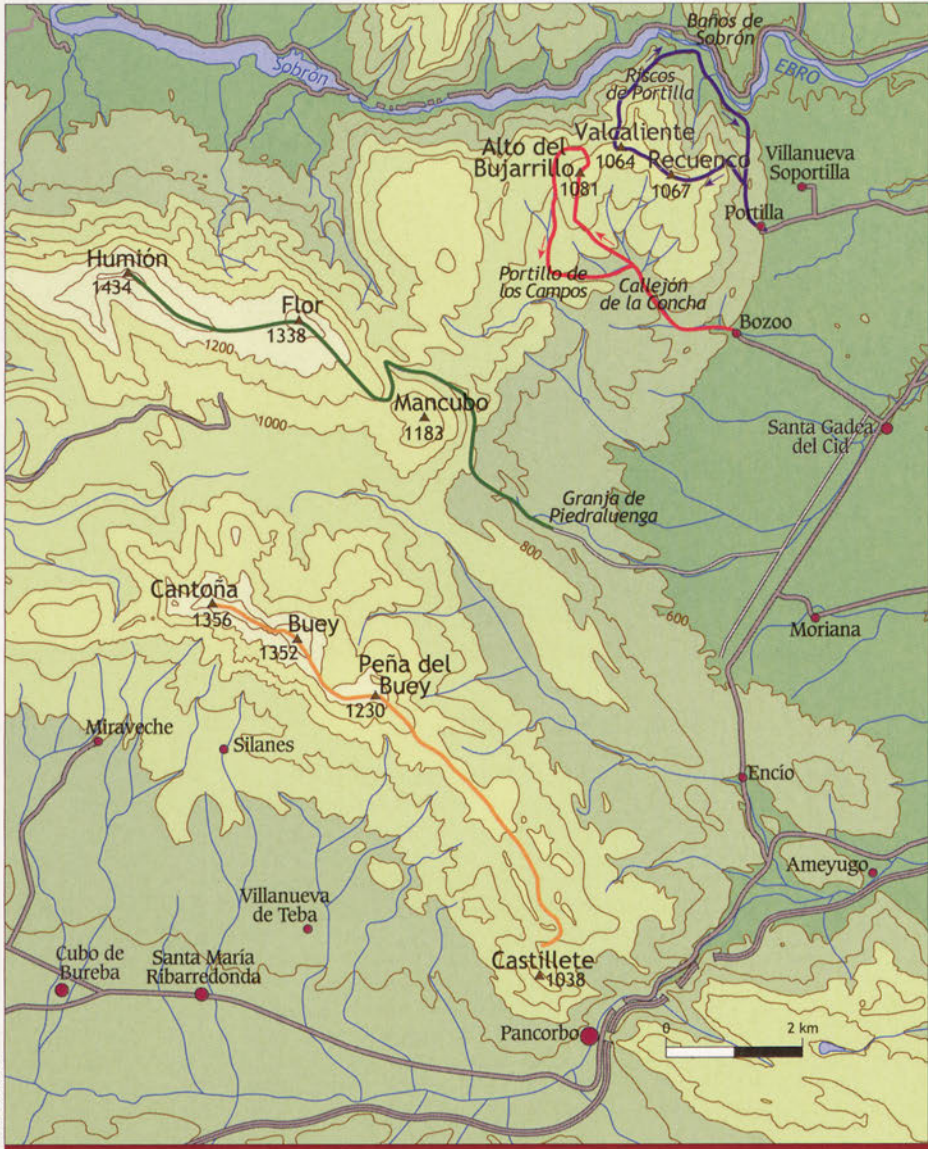 Baños de
Sobrón
Sobrón
EBRO
Riscos
de Portilla
Valcaliente
1064
Alto del
Bujarrillo
1081
Recuenco
1067
Villanueva
Soportilla
Portilla
Humión
1434
Portillo de
los Campos
Callejón
de la Concha
Flor
1338
Bozoo
1200
Mancubo
1183
1000
Santa Gadea
del Cid
Granja de
Piedraluenga
800
Cantoña
1356
600
Buey
1352
Moriana
Peña del
Buey
1230
Miraveche
Silanes
Encío
Ameyugo
Villanueva
de Teba
Cubo de
Bureba
Santa María
Ribarredonda
Castillete
1038
Pancorbo
0 2 km